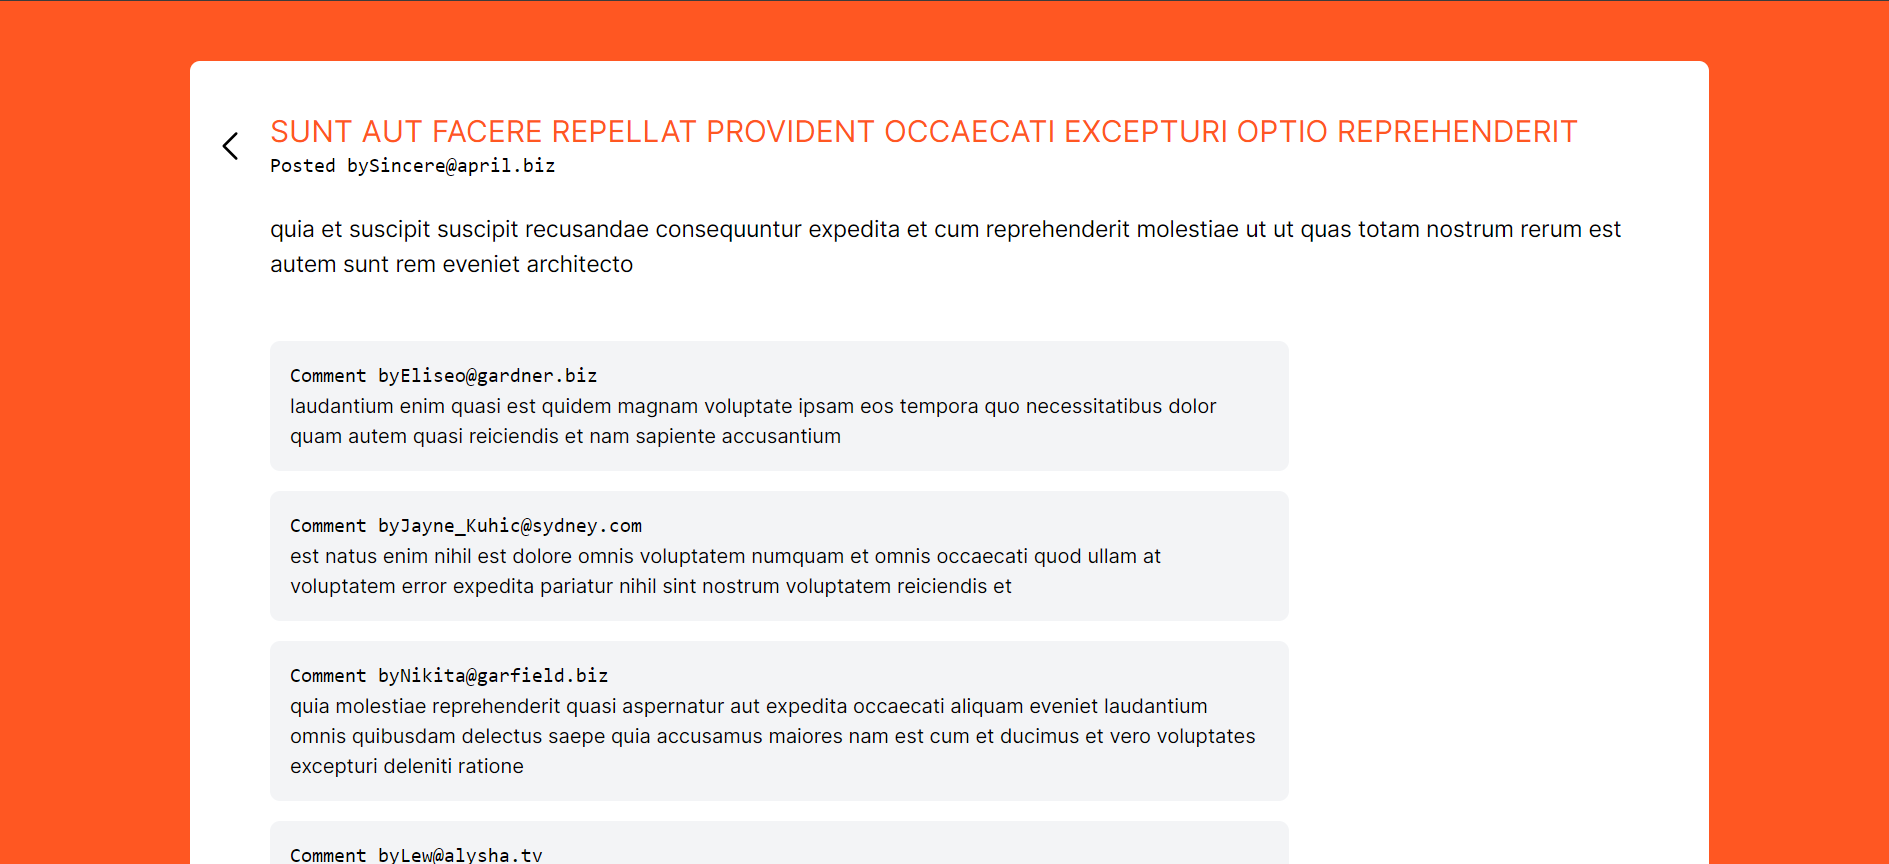 SUNT AUT FACERE REPELLAT PROVIDENT OCCAECATI EXCEPTURI OPTIO REPREHENDERIT
Posted bySincere@april.biz
quia et suscipit suscipit recusandae consequuntur expedita et cum reprehenderit molestiae ut ut quas totam nostrum rerum est
autem sunt rem eveniet architecto
Comment byEliseo@gardner.biz
laudantium enim quasi est quidem magnam voluptate ipsam eos tempora quo necessitatibus dolor
quam autem quasi reiciendis et nam sapiente accusantium
Comment byJayne_Kuhic@sydney.com
est natus enim nihil est dolore omnis voluptatem numquam et omnis occaecati quod ullam at
voluptatem error expedita pariatur nihil sint nostrum voluptatem reiciendis et
Comment byNikita@garfield.biz
quia molestiae reprehenderit quasi aspernatur aut expedita occaecati aliquam eveniet laudantium
omnis quibusdam delectus saepe quia accusamus maiores nam est cum et ducimus et vero voluptates
excepturi deleniti ratione
Comment byLew@alysha.tv